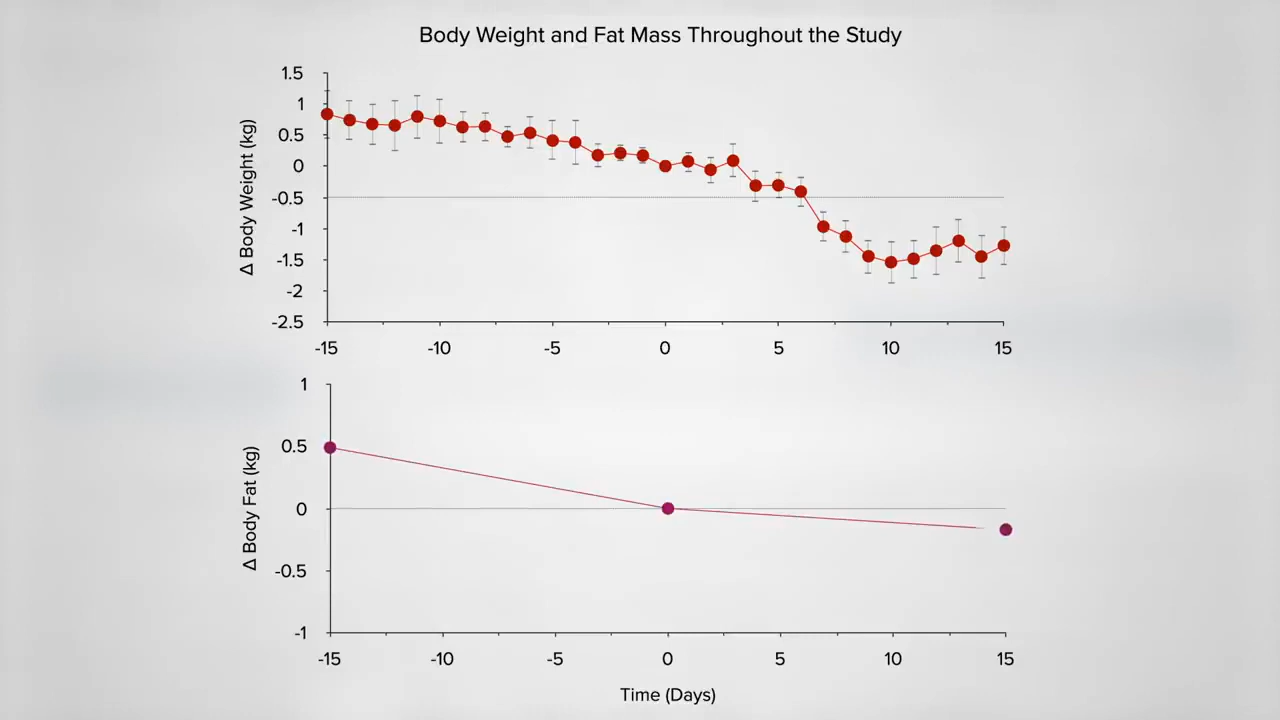 Body Weight and Fat Mass Throughout the Study
Δ Body Weight (kg)
1.5
1
0.5
0
-0.5
-1
-1.5
-2
-2.5
-15 -10 -5 0 5 10 15
Δ Body Fat (kg)
1
0.5
0
-0.5
-1
-15 -10 -5 0 5 10 15
Time (Days)